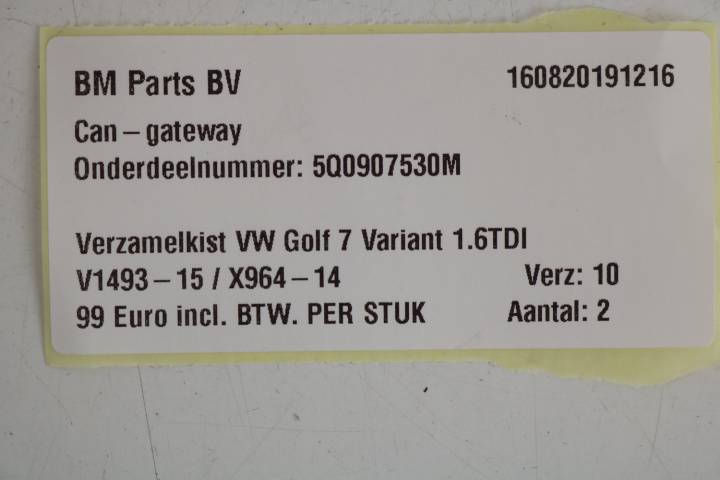 BM Parts BV 160820191216
Can – gateway
Onderdeelnummer: 5Q0907530M
Verzamelkist VW Golf 7 Variant 1.6TDI
V1493 – 15 / X964 – 14 Verz: 10
99 Euro incl. BTW. PER STUK Aantal: 2